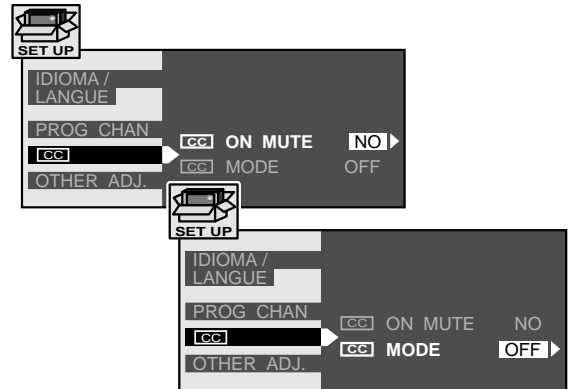 SET UP
IDIOMA /
LANGUE
PROG CHAN
CC ON MUTE NO
CC
CC MODE OFF
OTHER ADJ.
SET UP
IDIOMA /
LANGUE
PROG CHAN
CC ON MUTE NO
CC
CC MODE OFF
OTHER ADJ.